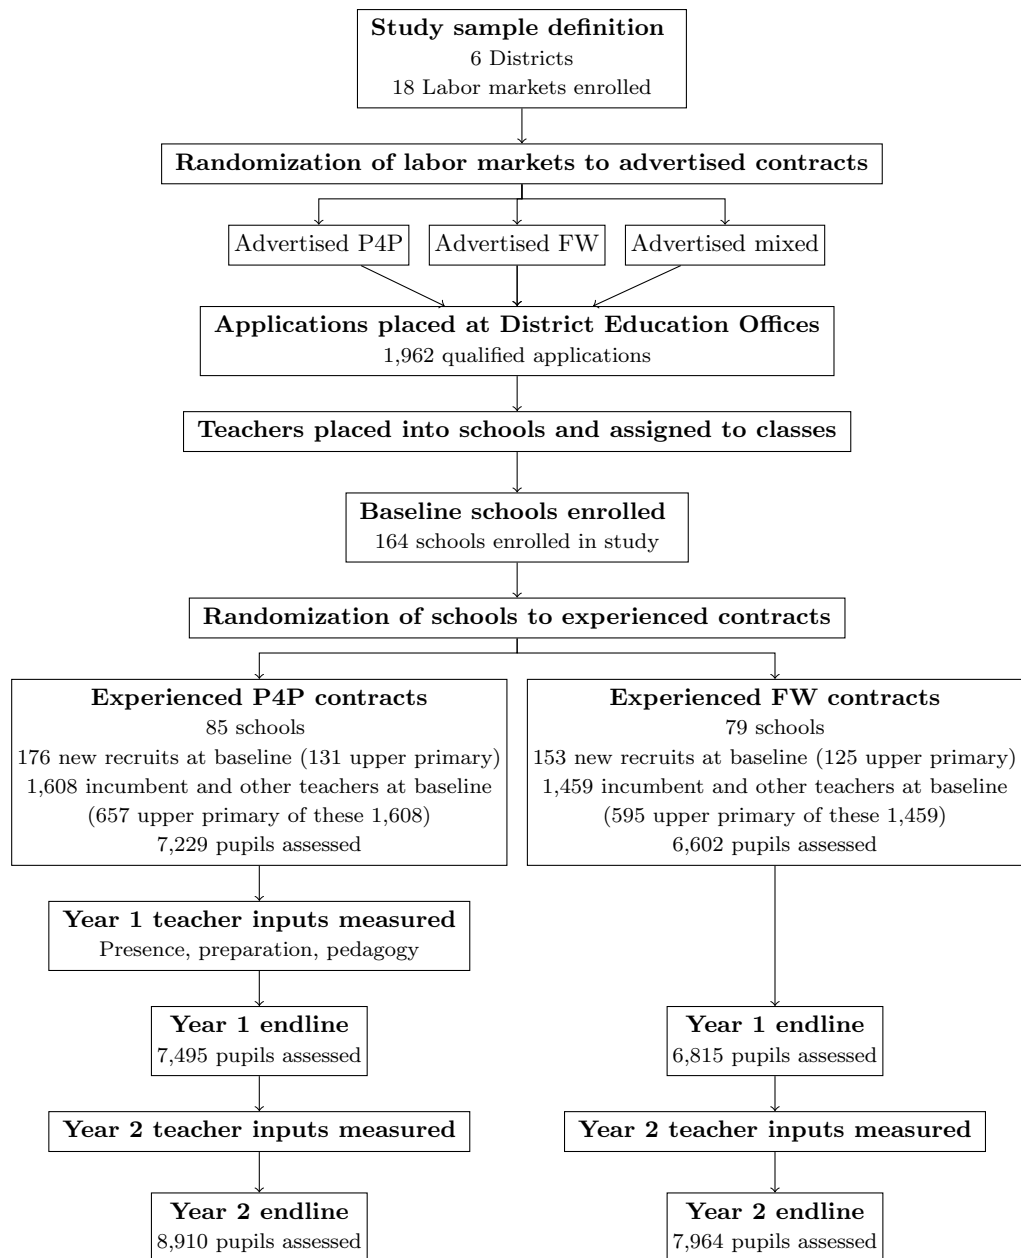 Study sample definition
6 Districts
18 Labor markets enrolled
Randomization of labor markets to advertised contracts
Advertised P4P
Advertised FW
Advertised mixed
Applications placed at District Education Offices
1,962 qualified applications
Teachers placed into schools and assigned to classes
Baseline schools enrolled
164 schools enrolled in study
Randomization of schools to experienced contracts
Experienced P4P contracts
85 schools
176 new recruits at baseline (131 upper primary)
1,608 incumbent and other teachers at baseline
(657 upper primary of these 1,608)
7,229 pupils assessed
Experienced FW contracts
79 schools
153 new recruits at baseline (125 upper primary)
1,459 incumbent and other teachers at baseline
(595 upper primary of these 1,459)
6,602 pupils assessed
Year 1 teacher inputs measured
Presence, preparation, pedagogy
Year 1 endline
7,495 pupils assessed
Year 1 endline
6,815 pupils assessed
Year 2 teacher inputs measured
Year 2 teacher inputs measured
Year 2 endline
8,910 pupils assessed
Year 2 endline
7,964 pupils assessed